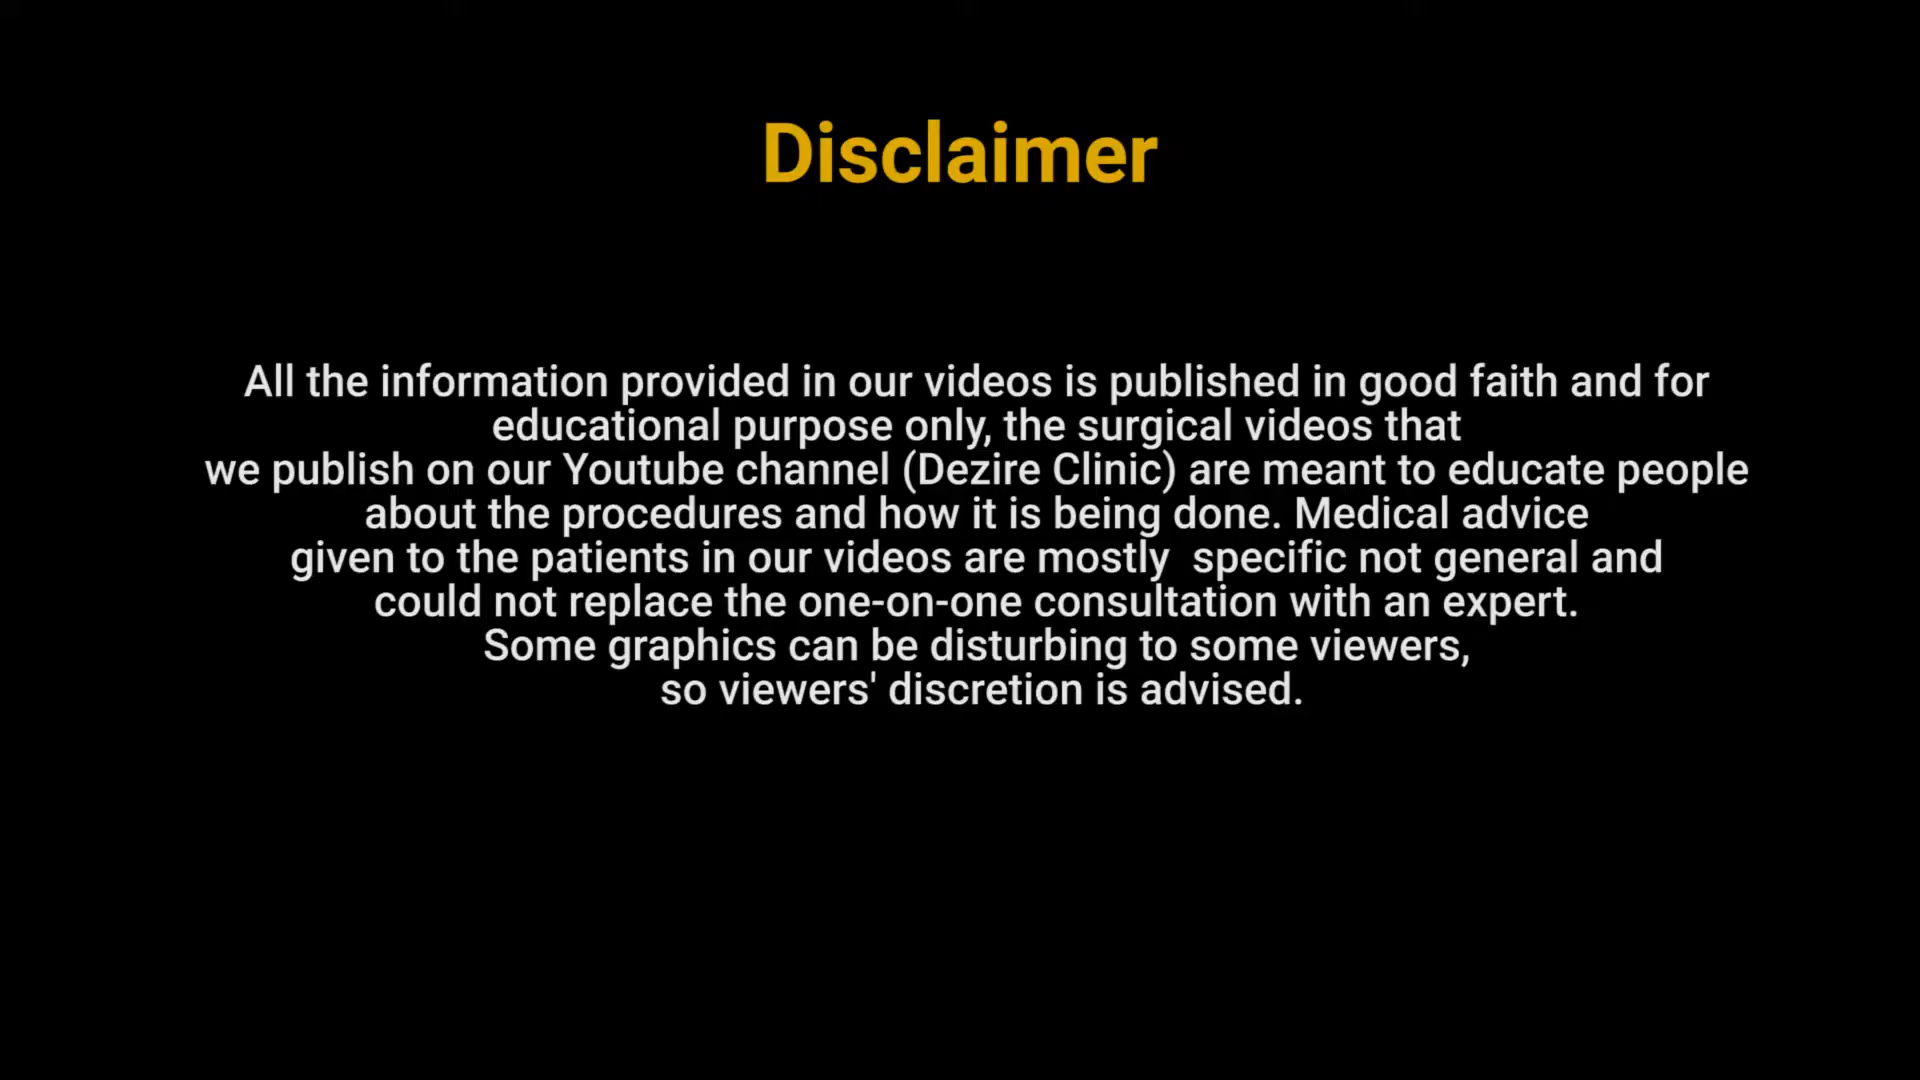 Disclaimer
All the information provided in our videos is published in good faith and for
educational purpose only, the surgical videos that
we publish on our Youtube channel (Dezire Clinic) are meant to educate people
about the procedures and how it is being done. Medical advice
given to the patients in our videos are mostly  specific not general and
could not replace the one-on-one consultation with an expert.
Some graphics can be disturbing to some viewers,
so viewers' discretion is advised.